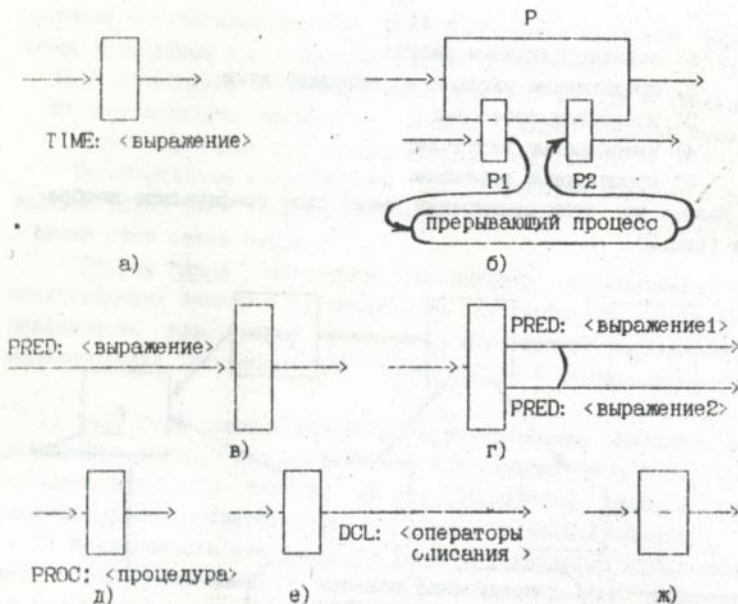 P
TIME: <выражение>
P1 P2
прерывающий процесс
а) б)
PRED: <выражение>
PRED: <выражение1>
PRED: <выражение2>
в) г)
DCL: <операторы
описания>
PROC: <процедура>
д) е) ж)